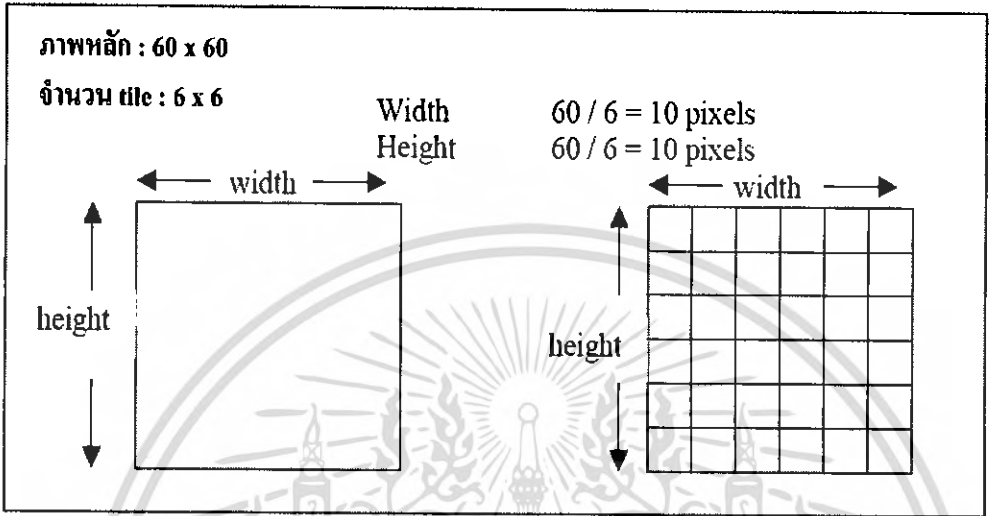 ภาพหลัก : 60 x 60
จำนวน tile : 6 x 6
Width 60 / 6 = 10 pixels
Height 60 / 6 = 10 pixels
width width
height height